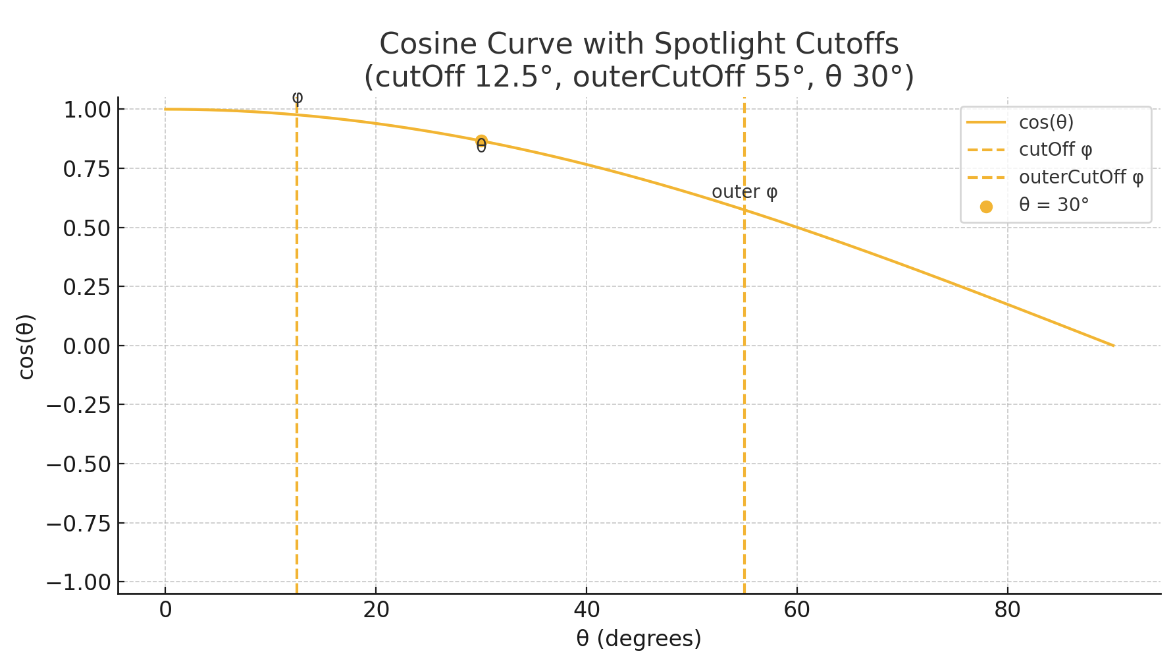 Cosine Curve with Spotlight Cutoffs
(cutOff 12.5°, outerCutOff 55°, θ 30°)
φ
θ
outer φ
cos(θ)
cutOff φ
outerCutOff φ
θ = 30°
1.00
0.75
0.50
0.25
0.00
−0.25
−0.50
−0.75
−1.00
cos(θ)
0 20 40 60 80
θ (degrees)